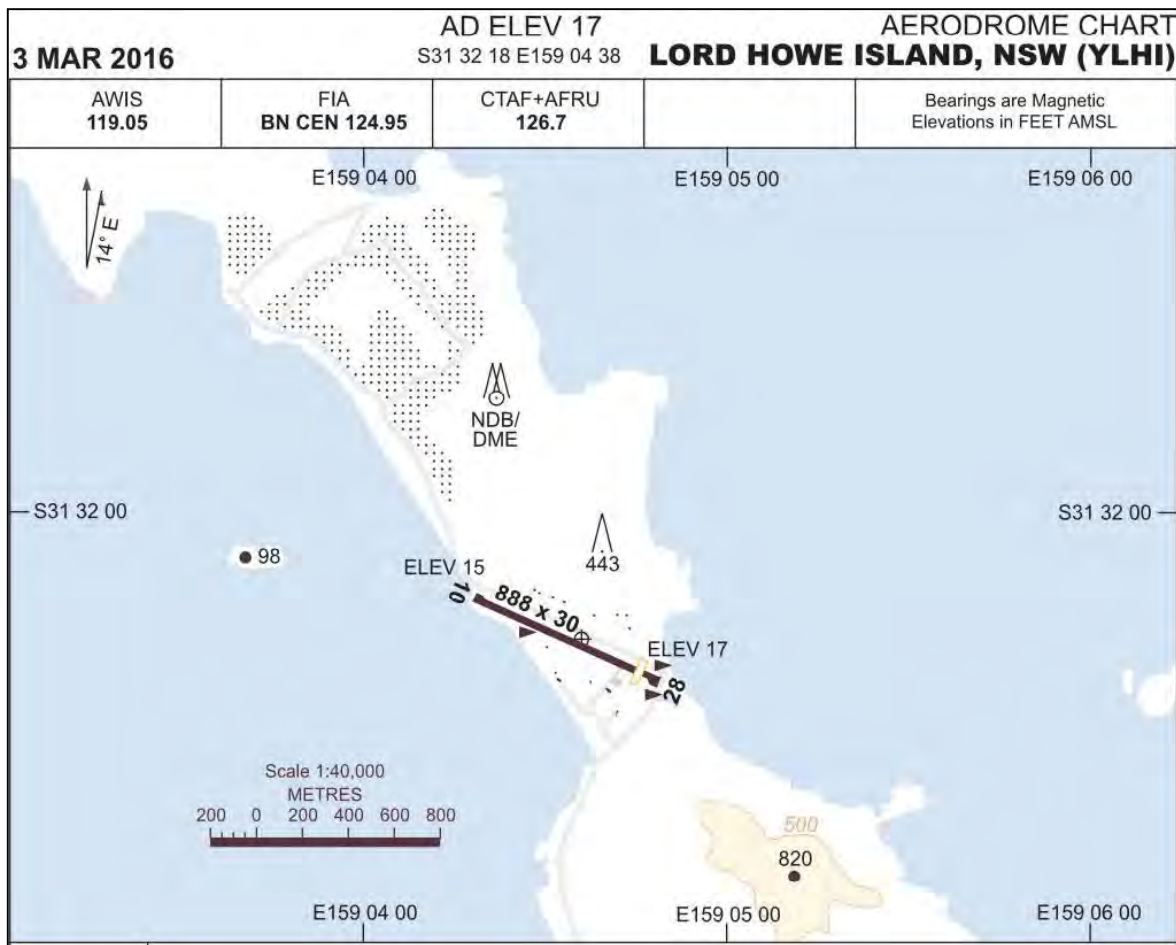 3 MAR 2016
AD ELEV 17
S31 32 18 E159 04 38
AERODROME CHART
LORD HOWE ISLAND, NSW (YLHI)
AWIS
119.05
FIA
BN CEN 124.95
CTAF+AFRU
126.7
Bearings are Magnetic
Elevations in FEET AMSL
E159 04 00
E159 05 00
E159 06 00
14° E
NDB/
DME
S31 32 00
S31 32 00
98
443
ELEV 15
10
888 x 30
ELEV 17
28
Scale 1:40,000
METRES
200 0 200 400 600 800
500
820
E159 04 00
E159 05 00
E159 06 00